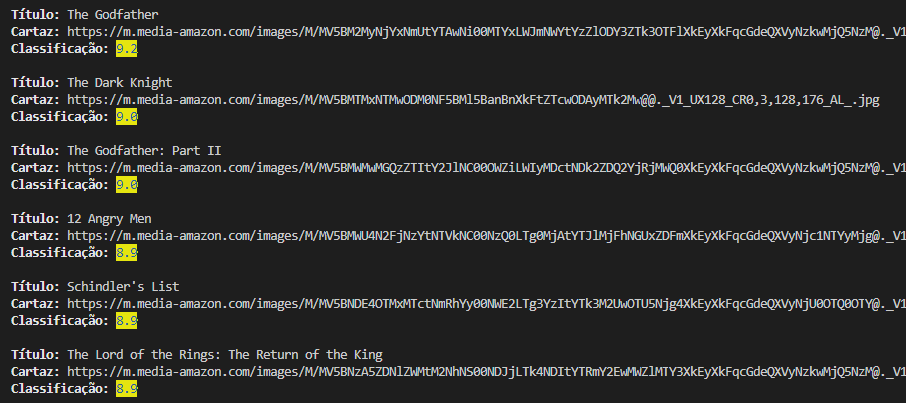 Título: The Godfather
Cartaz: https://m.media-amazon.com/images/M/MV5BM2MyNjYxNmUtYTAwNi00MTYxLWJmNWYtYzZlODY3ZTk3OTFlXkEyXkFqcGdeQXVyNzkwMjQ5NzM@._V1
Classificação: 9.2
Título: The Dark Knight
Cartaz: https://m.media-amazon.com/images/M/MV5BMTMxNTMwODM0NF5BMl5BanBnXkFtZTcwODAyMTk2Mw@@._V1_UX128_CR0,3,128,176_AL_.jpg
Classificação: 9.0
Título: The Godfather: Part II
Cartaz: https://m.media-amazon.com/images/M/MV5BMWMwMGQzZTItY2JlNC00OWZiLWIyMDctNDk2ZDQ2YjRjMWQ0XkEyXkFqcGdeQXVyNzkwMjQ5NzM@._V1
Classificação: 9.0
Título: 12 Angry Men
Cartaz: https://m.media-amazon.com/images/M/MV5BMWU4N2FjNzYtNTVkNC00NzQ0LTg0MjAtYTJlMjFhNGUxZDFmXkEyXkFqcGdeQXVyNjc1NTYyMjg@._V1
Classificação: 8.9
Título: Schindler's List
Cartaz: https://m.media-amazon.com/images/M/MV5BNDE4OTMxMTctNmRhYy00NWE2LTg3YzItYTk3M2UwOTU5Njg4XkEyXkFqcGdeQXVyNjU0OTQ0OTY@._V1
Classificação: 8.9
Título: The Lord of the Rings: The Return of the King
Cartaz: https://m.media-amazon.com/images/M/MV5BNzA5ZDNlZWMtM2NhNS00NDJjLTk4NDItYTRmY2EwMWZlMTY3XkEyXkFqcGdeQXVyNzkwMjQ5NzM@._V1
Classificação: 8.9